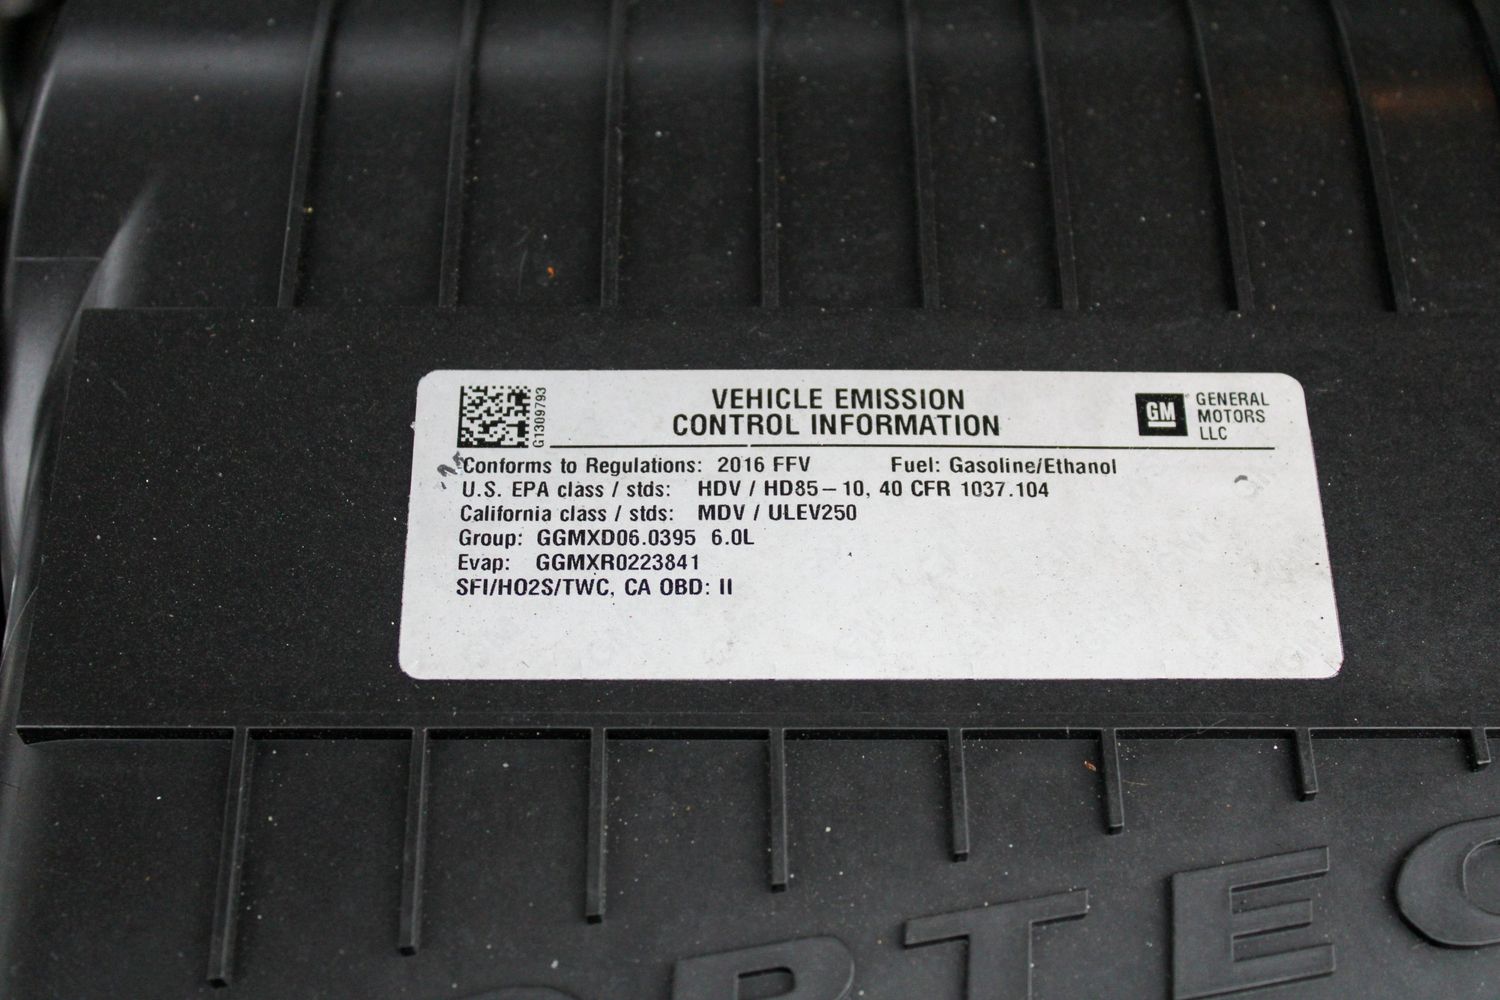 G1309793
VEHICLE EMISSION
CONTROL INFORMATION
GM
GENERAL
MOTORS
LLC
Conforms to Regulations: 2016 FFV Fuel: Gasoline/Ethanol
U.S. EPA class / stds: HDV / HD85-10, 40 CFR 1037.104
California class / stds: MDV / ULEV250
Group: GGMXD06.0395 6.0L
Evap: GGMXR0223841
SFI/HO2S/TWC, CA OBD: II
ORTEC